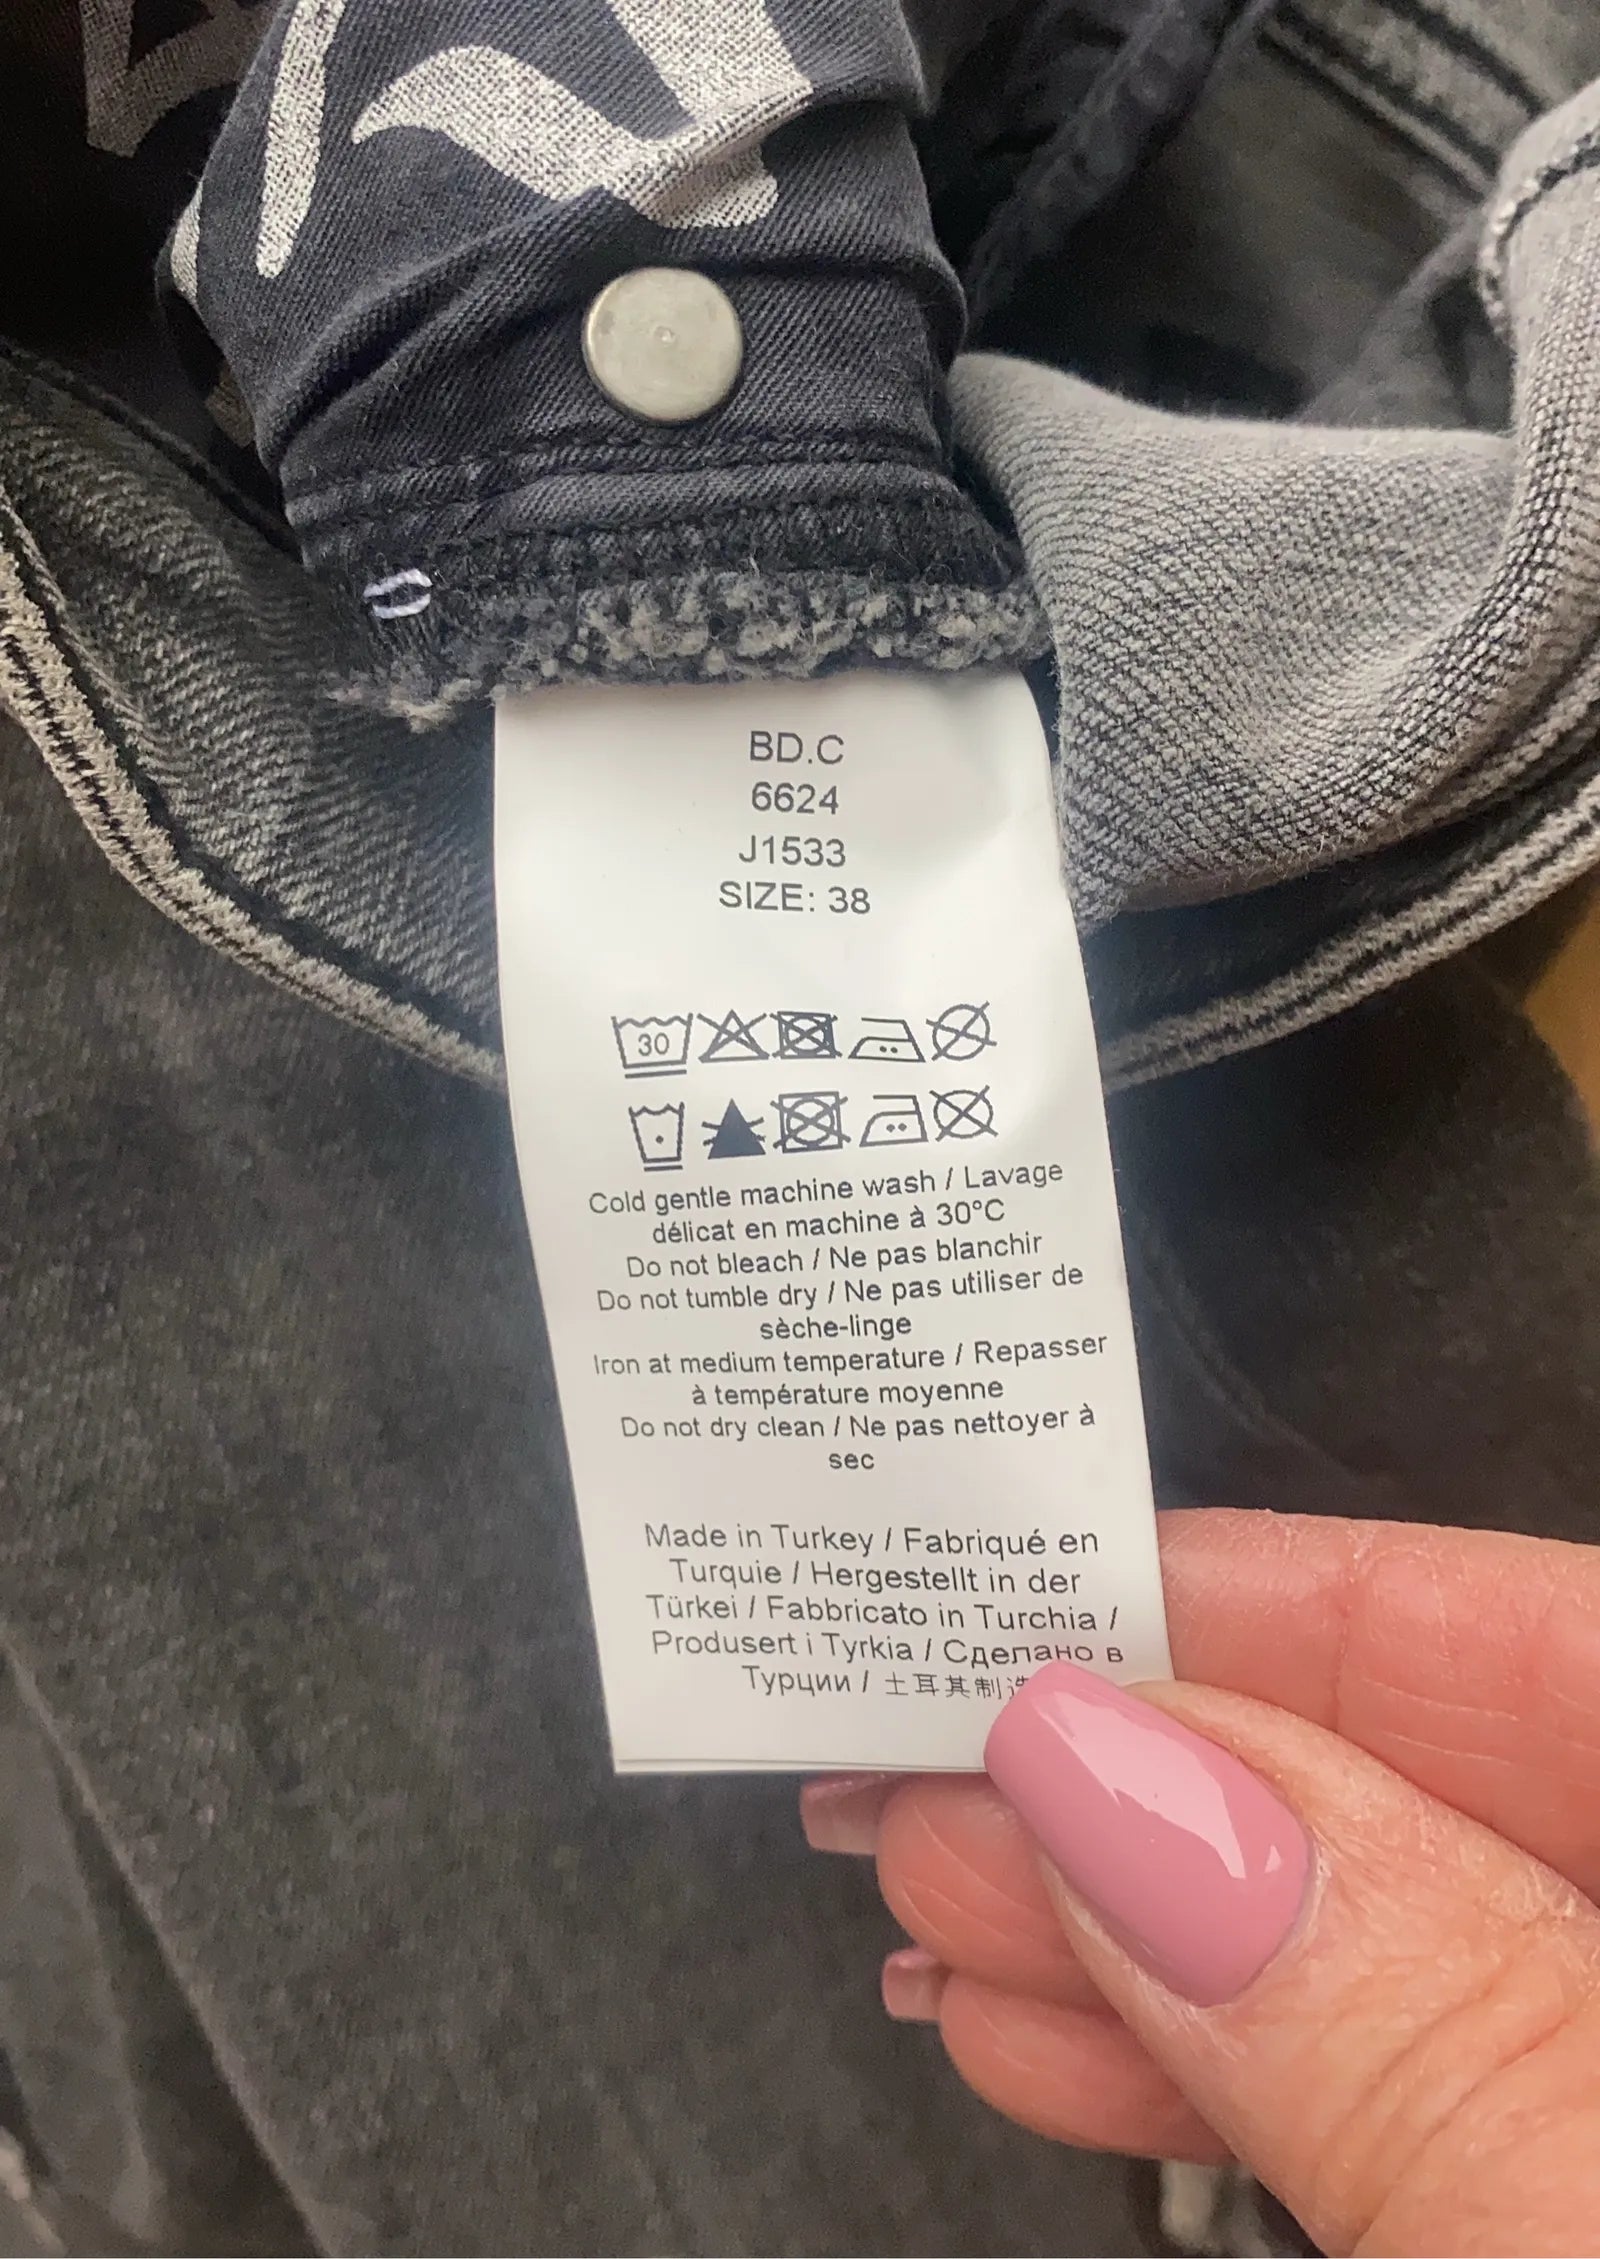 BD.C
6624
J1533
SIZE: 38
30
Cold gentle machine wash / Lavage
délicat en machine à 30°C
Do not bleach / Ne pas blanchir
Do not tumble dry / Ne pas utiliser de
sèche-linge
Iron at medium temperature / Repasser
à température moyenne
Do not dry clean / Ne pas nettoyer à
sec
Made in Turkey / Fabriqué en
Turquie / Hergestellt in der
Türkei / Fabbricato in Turchia /
Produsert i Tyrkia / Сделано в
Турции / 土耳其制